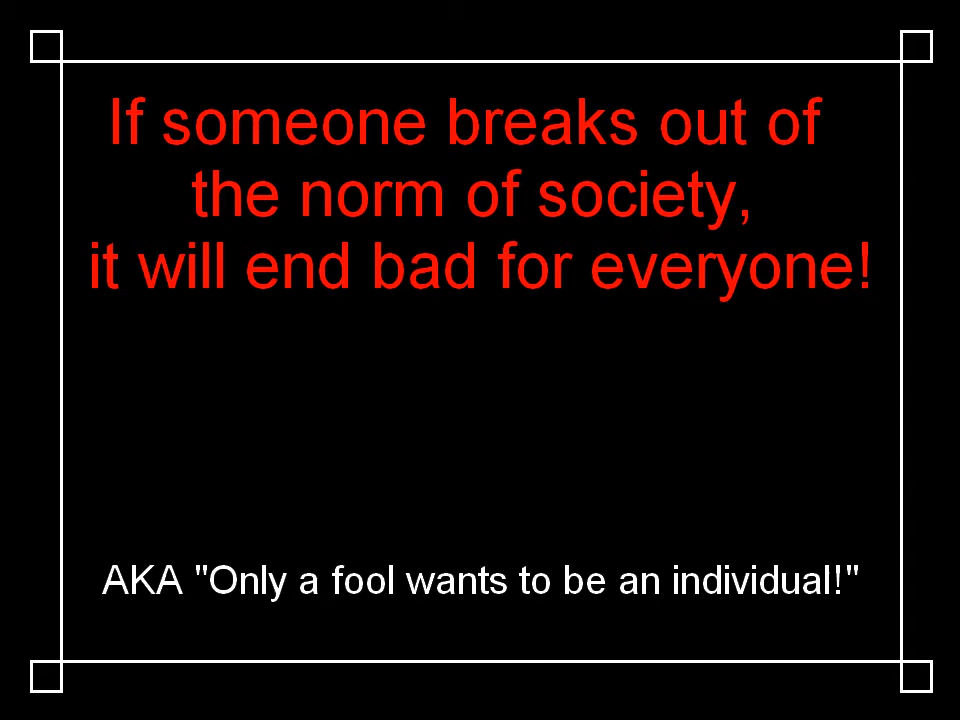 If someone breaks out of
the norm of society,
it will end bad for everyone!
AKA "Only a fool wants to be an individual!"